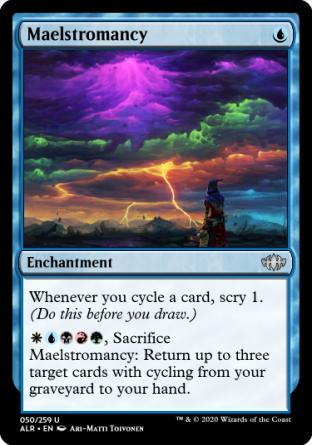 Maelstromancy
Enchantment
Whenever you cycle a card, scry 1.
(Do this before you draw.)
, Sacrifice
Maelstromancy: Return up to three
target cards with cycling from your
graveyard to your hand.
050/259 U
ALR • EN Ari-Matti Toivonen
™ & © 2020 Wizards of the Coast